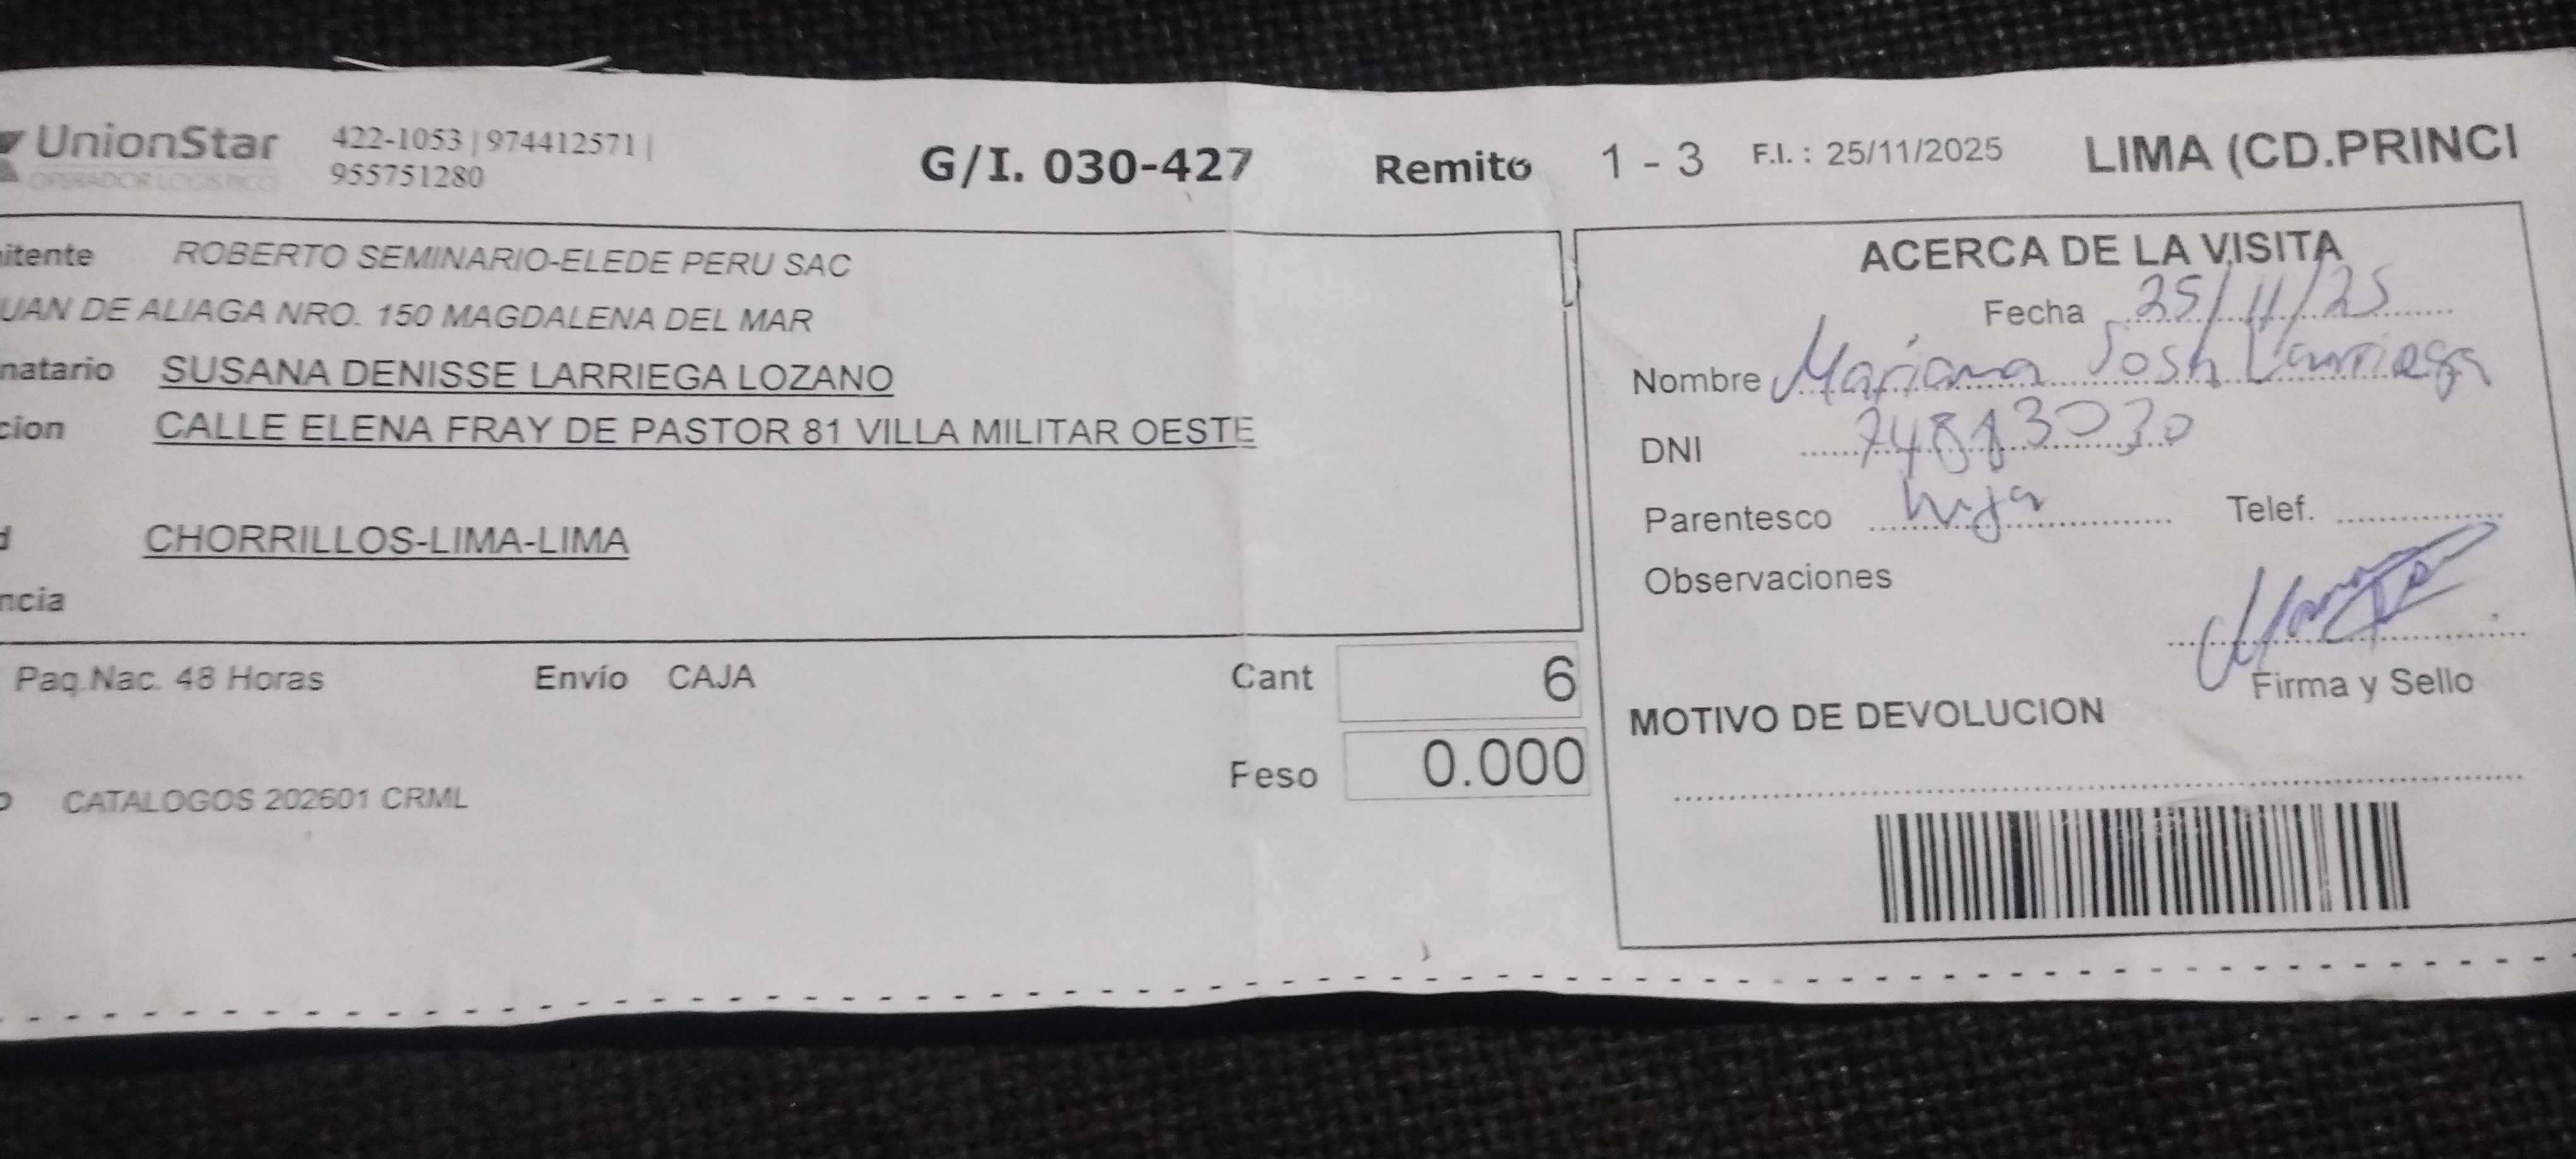 UnionStar
OPERADOR LOGISTICO
422-1053 | 974412571 |
955751280
G/I. 030-427
Remito 1 - 3
F.I. : 25/11/2025
LIMA (CD.PRINCI
itente ROBERTO SEMINARIO-ELEDE PERU SAC
UAN DE ALIAGA NRO. 150 MAGDALENA DEL MAR
natario SUSANA DENISSE LARRIEGA LOZANO
cion CALLE ELENA FRAY DE PASTOR 81 VILLA MILITAR OESTE
d CHORRILLOS-LIMA-LIMA
ncia
Paq.Nac. 48 Horas
Envío CAJA
Cant 6
Peso 0.000
o CATALOGOS 202601 CRML
ACERCA DE LA VISITA
Fecha 25/11/25
Nombre Mariana Larriega
DNI
Parentesco hija
Telef.
Observaciones
Firma y Sello
MOTIVO DE DEVOLUCION